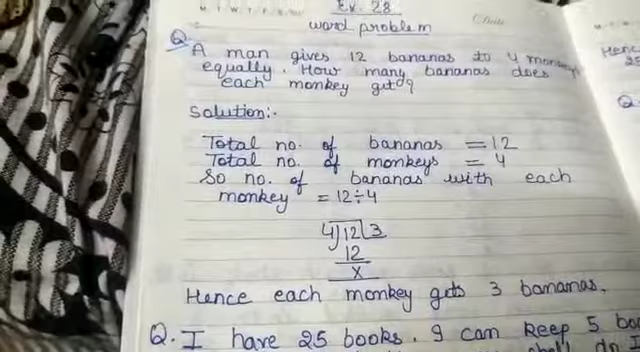 Ex. 28
word problem
Q. A man gives 12 bananas to 4 monkeys
equally. How many bananas does
each monkey get?
Solution:-
Total no. of bananas = 12
Total no. of monkeys = 4
So no. of bananas with each
monkey = 12÷4
4)12(3
12
x
Hence each monkey gets 3 bananas.
Q. I have 25 books. I can keep 5
Hence
25
Q.